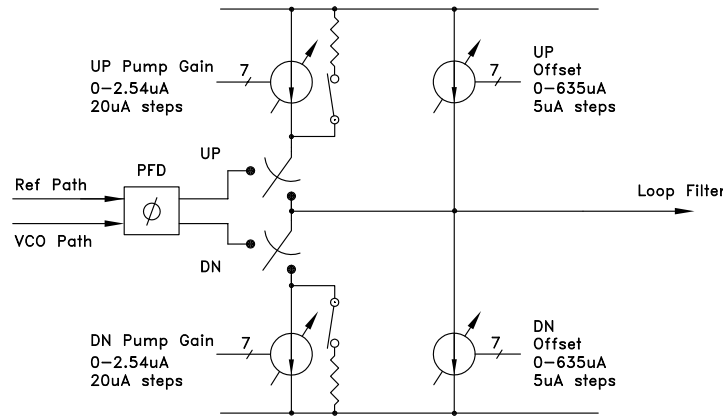 UP Pump Gain
0-2.54uA
20uA steps
7
7
UP
Offset
0-635uA
5uA steps
UP
PFD
Ref Path
VCO Path
Loop Filter
DN
DN Pump Gain
0-2.54uA
20uA steps
7
7
DN
Offset
0-635uA
5uA steps